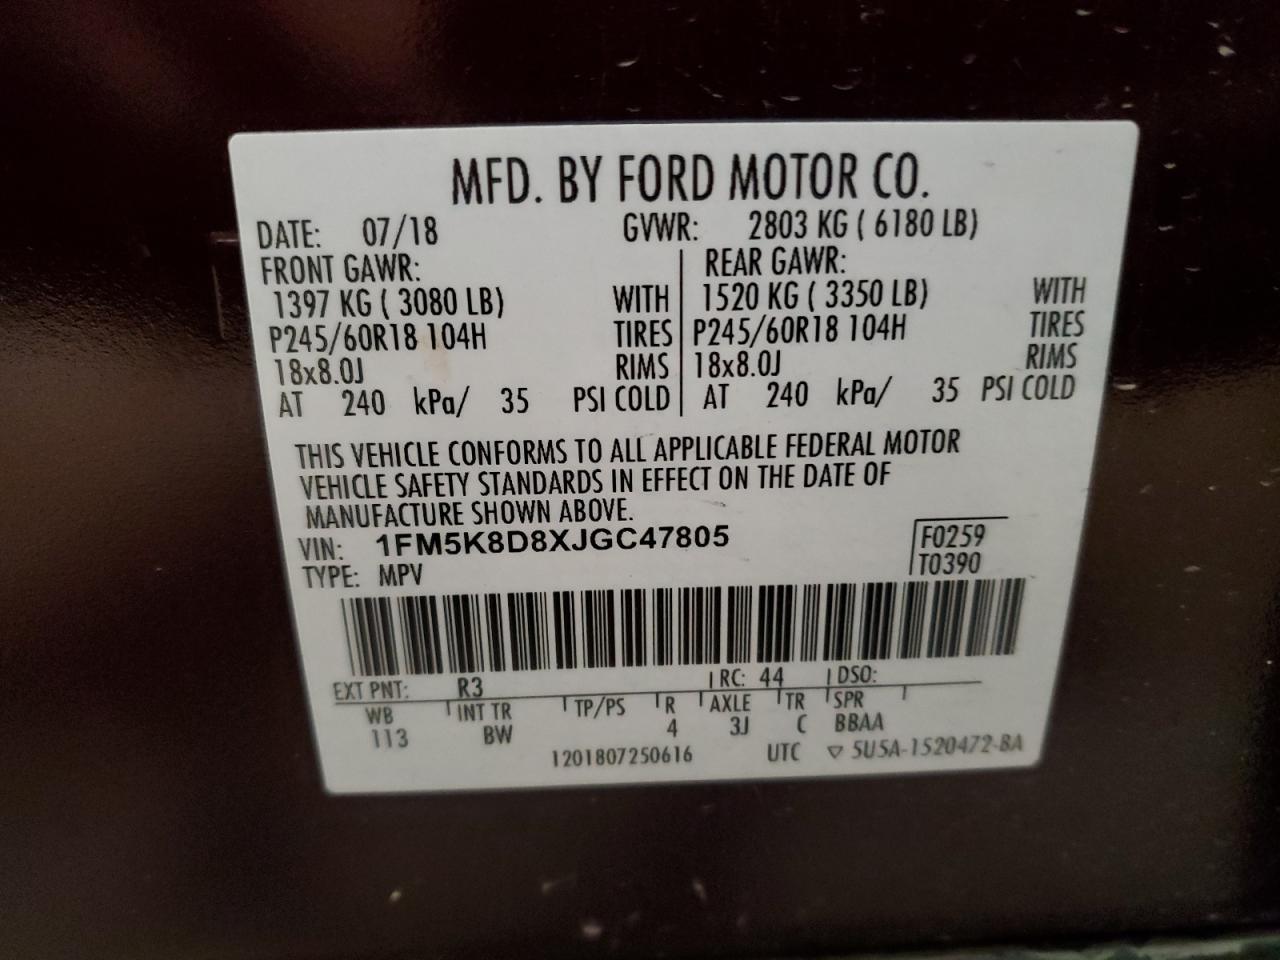 MFD. BY FORD MOTOR CO.
DATE: 07/18 GVWR: 2803 KG ( 6180 LB)
FRONT GAWR: REAR GAWR:
1397 KG ( 3080 LB) WITH 1520 KG ( 3350 LB) WITH
P245/60R18 104H TIRES P245/60R18 104H TIRES
18x8.0J RIMS 18x8.0J RIMS
AT 240 kPa/ 35 PSI COLD AT 240 kPa/ 35 PSI COLD
THIS VEHICLE CONFORMS TO ALL APPLICABLE FEDERAL MOTOR
VEHICLE SAFETY STANDARDS IN EFFECT ON THE DATE OF
MANUFACTURE SHOWN ABOVE.
VIN: 1FM5K8D8XJGC47805 F0259
TYPE: MPV T0390
EXT PNT: R3 RC: 44 DSO:
WB INT TR TP/PS R AXLE TR SPR
113 BW 4 3J C BBAA
1201807250616 UTC ▽ 5U5A-1520472-BA